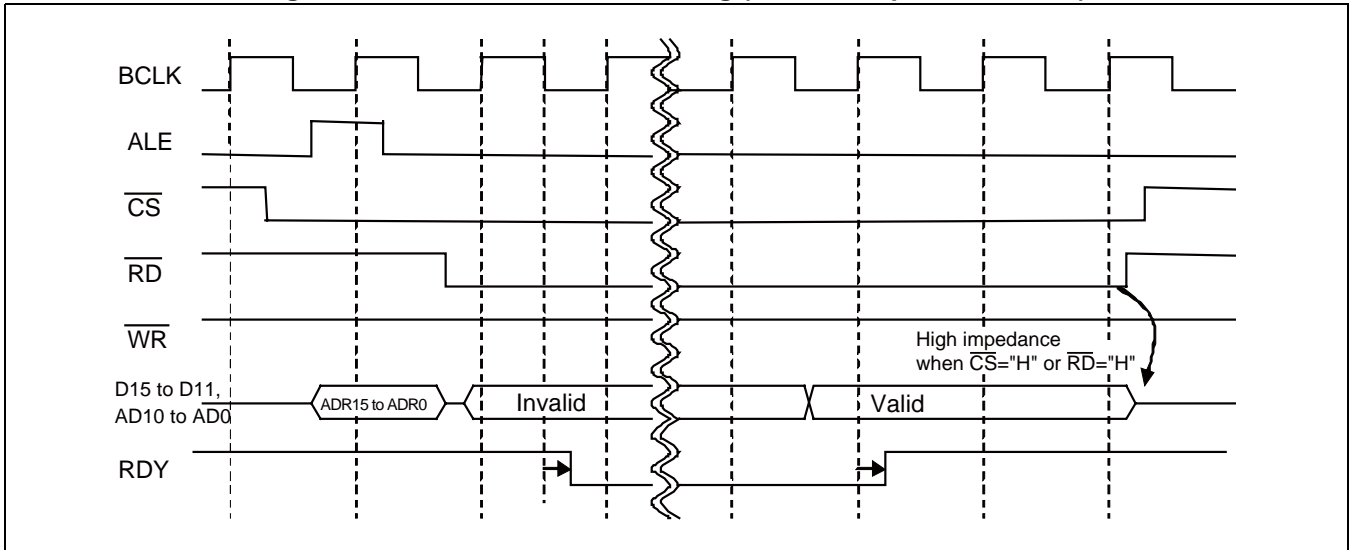 BCLK
ALE
CS
RD
WR
High impedance
when CS="H" or RD="H"
D15 to D11,
AD10 to AD0
ADR15 to ADR0
Invalid
Valid
RDY